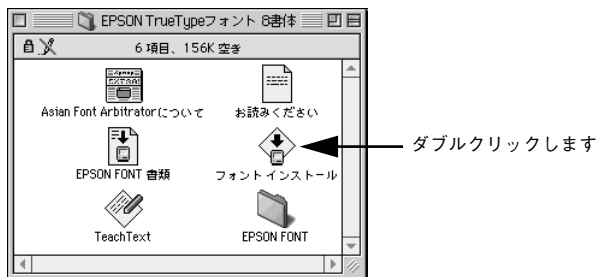 EPSON TrueTypeフォント 8書体
6 項目、156K 空き
Asian Font Arbitratorについて
お読みください
ダブルクリックします
EPSON FONT 書類
フォントインストール
TeachText
EPSON FONT